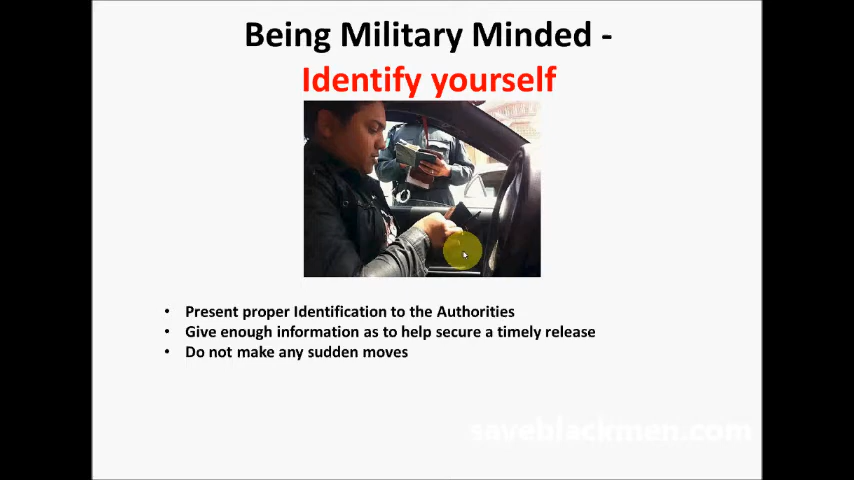 Being Military Minded -
Identify yourself
• Present proper Identification to the Authorities
• Give enough information as to help secure a timely release
• Do not make any sudden moves
saveblackmen.com